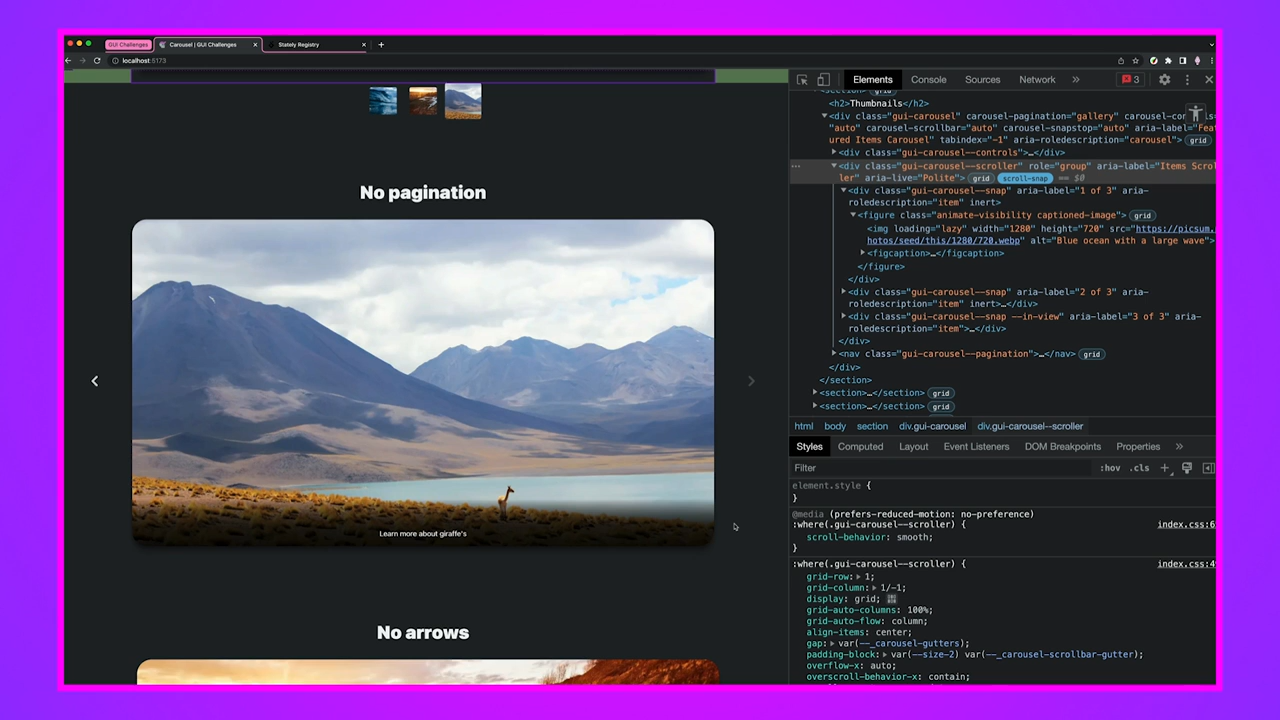 GUI Challenges
Carousel | GUI Challenges
Stately Registry
localhost:5173
Elements
Console
Sources
Network
3
<h2>Thumbnails</h2>
<div class="gui-carousel" carousel-pagination="gallery"
"auto" carousel-scrollbar="auto" carousel-snapstop="auto" aria-label="Fea
ured Items Carousel" tabindex="-1" aria-roledescription="carousel"> grid
<div class="gui-carousel--controls">…</div>
<div class="gui-carousel--scroller" role="group" aria-label="Items Scrol
ler" aria-live="Polite"> grid scroll-snap == $0
<div class="gui-carousel--snap" aria-label="1 of 3" aria-
roledescription="item" inert>
<figure class="animate-visibility captioned-image"> grid
<img loading="lazy" width="1280" height="720" src="https://picsum.
hotos/seed/this/1280/720.webp" alt="Blue ocean with a large wave">
<figcaption>…</figcaption>
</figure>
</div>
<div class="gui-carousel--snap" aria-label="2 of 3" aria-
roledescription="item" inert>…</div>
<div class="gui-carousel--snap --in-view" aria-label="3 of 3" aria-
roledescription="item">…</div>
</div>
<nav class="gui-carousel--pagination">…</nav> grid
</div>
</section>
<section>…</section> grid
<section>…</section> grid
html body section div.gui-carousel div.gui-carousel--scroller
Styles Computed Layout Event Listeners DOM Breakpoints Properties
Filter :hov .cls
element.style {
}
@media (prefers-reduced-motion: no-preference)
:where(.gui-carousel--scroller) { index.css:6
scroll-behavior: smooth;
}
:where(.gui-carousel--scroller) { index.css:4
grid-row: 1;
grid-column: 1/-1;
display: grid;
grid-auto-columns: 100%;
grid-auto-flow: column;
align-items: center;
gap: var(--_carousel-gutters);
padding-block: var(--size-2) var(--_carousel-scrollbar-gutter);
overflow-x: auto;
overscroll-behavior-x: contain;
No pagination
Learn more about giraffe's
No arrows